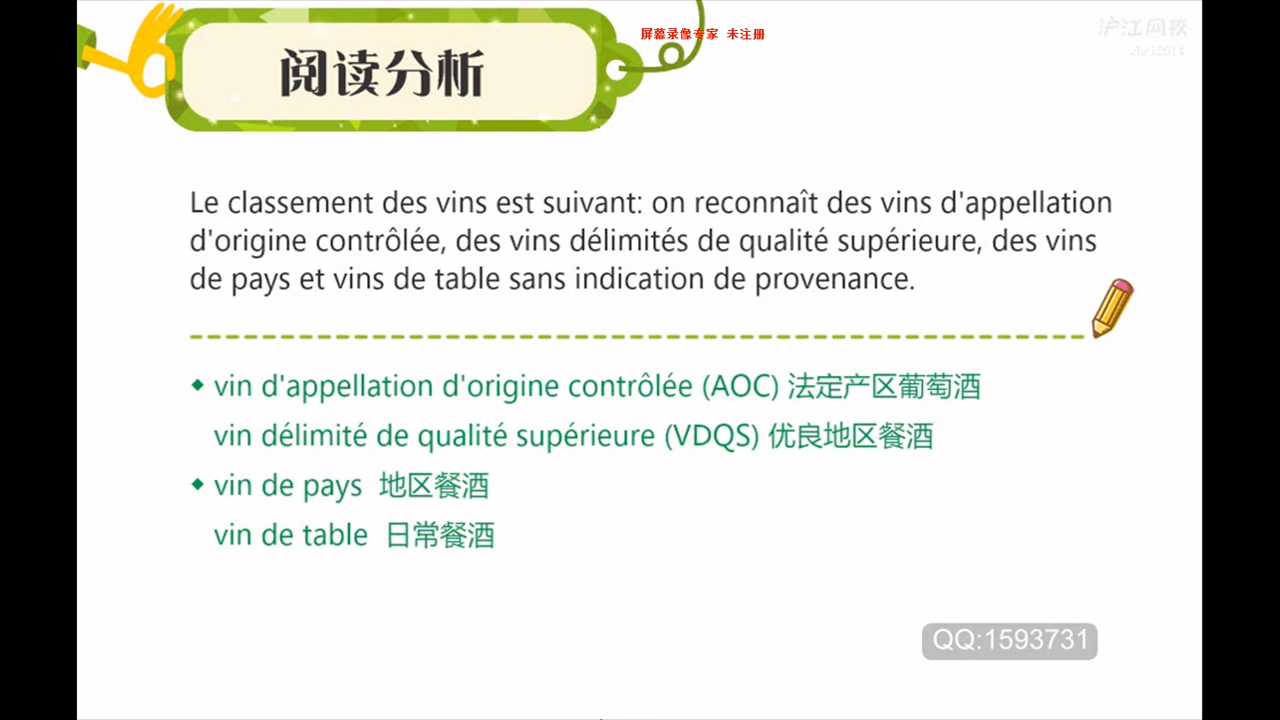 屏幕录像专家 未注册
沪江网校
chri2014
阅读分析
Le classement des vins est suivant: on reconnaît des vins d'appellation
d'origine contrôlée, des vins délimités de qualité supérieure, des vins
de pays et vins de table sans indication de provenance.
vin d'appellation d'origine contrôlée (AOC) 法定产区葡萄酒
vin délimité de qualité supérieure (VDQS) 优良地区餐酒
vin de pays 地区餐酒
vin de table 日常餐酒
QQ:1593731